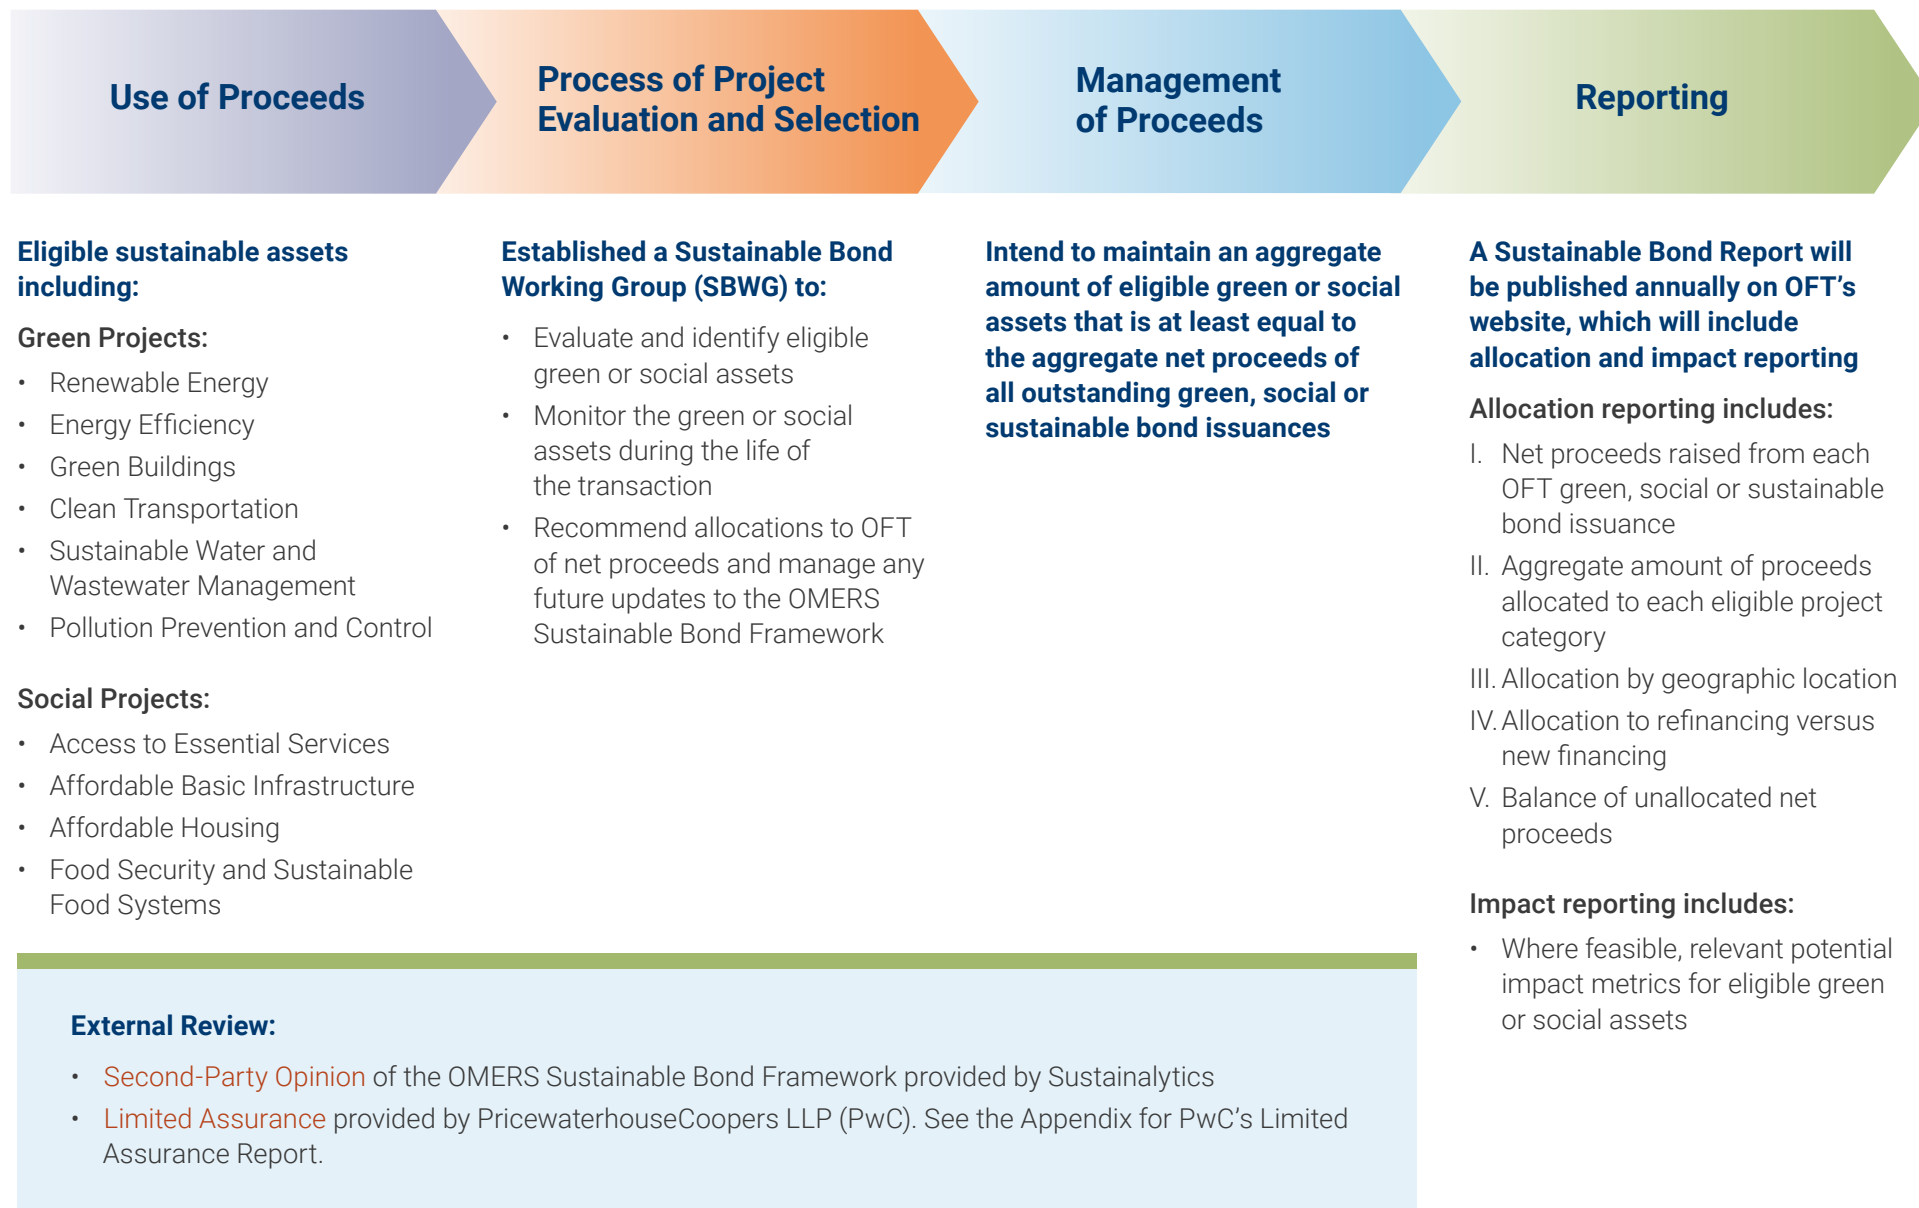 Use of Proceeds
Process of Project
Evaluation and Selection
Management
of Proceeds
Reporting
Eligible sustainable assets
including:
Green Projects:
• Renewable Energy
• Energy Efficiency
• Green Buildings
• Clean Transportation
• Sustainable Water and
Wastewater Management
• Pollution Prevention and Control
Social Projects:
• Access to Essential Services
• Affordable Basic Infrastructure
• Affordable Housing
• Food Security and Sustainable
Food Systems
Established a Sustainable Bond
Working Group (SBWG) to:
• Evaluate and identify eligible
green or social assets
• Monitor the green or social
assets during the life of
the transaction
• Recommend allocations to OFT
of net proceeds and manage any
future updates to the OMERS
Sustainable Bond Framework
Intend to maintain an aggregate
amount of eligible green or social
assets that is at least equal to
the aggregate net proceeds of
all outstanding green, social or
sustainable bond issuances
A Sustainable Bond Report will
be published annually on OFT’s
website, which will include
allocation and impact reporting
Allocation reporting includes:
I. Net proceeds raised from each
OFT green, social or sustainable
bond issuance
II. Aggregate amount of proceeds
allocated to each eligible project
category
III. Allocation by geographic location
IV. Allocation to refinancing versus
new financing
V. Balance of unallocated net
proceeds
Impact reporting includes:
• Where feasible, relevant potential
impact metrics for eligible green
or social assets
External Review:
• Second-Party Opinion of the OMERS Sustainable Bond Framework provided by Sustainalytics
• Limited Assurance provided by PricewaterhouseCoopers LLP (PwC). See the Appendix for PwC’s Limited
Assurance Report.